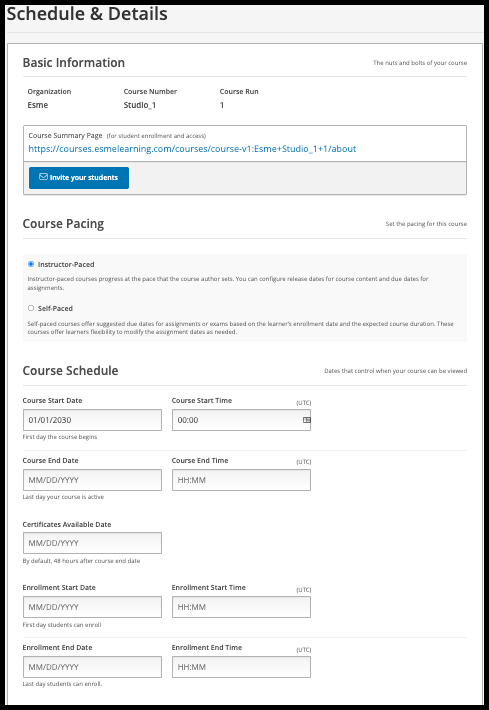 Schedule & Details
Basic Information
The nuts and bolts of your course
Organization Course Number Course Run
Esme Studio_1 1
Course Summary Page (for student enrollment and access)
https://courses.esmelearning.com/courses/course-v1:Esme+Studio_1+1/about
Invite your students
Course Pacing
Set the pacing for this course
Instructor-Paced
Instructor-paced courses progress at the pace that the course author sets. You can configure release dates for course content and due dates for
assignments.
Self-Paced
Self-paced courses offer suggested due dates for assignments or exams based on the learner's enrollment date and the expected course duration. These
courses offer learners flexibility to modify the assignment dates as needed.
Course Schedule
Dates that control when your course can be viewed
Course Start Date Course Start Time (UTC)
01/01/2030 00:00
First day the course begins
Course End Date Course End Time (UTC)
MM/DD/YYYY HH:MM
Last day your course is active
Certificates Available Date
MM/DD/YYYY
By default, 48 hours after course end date
Enrollment Start Date Enrollment Start Time (UTC)
MM/DD/YYYY HH:MM
First day students can enroll
Enrollment End Date Enrollment End Time (UTC)
MM/DD/YYYY HH:MM
Last day students can enroll.